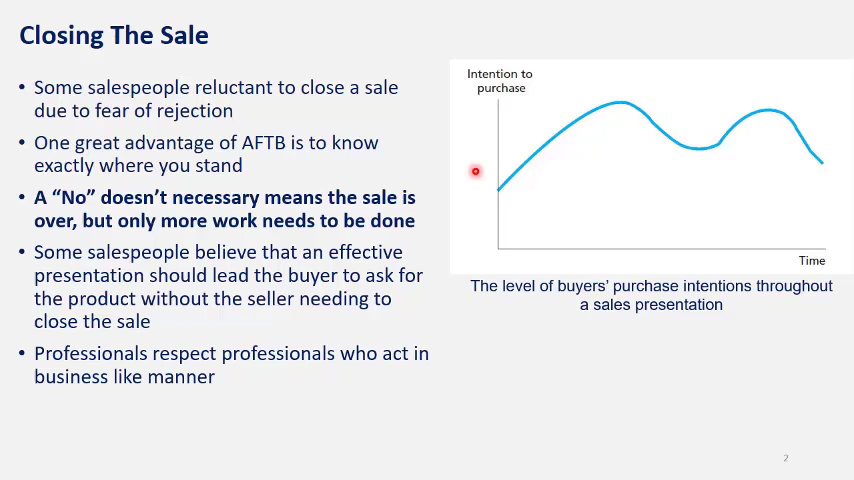 Closing The Sale
• Some salespeople reluctant to close a sale
due to fear of rejection
• One great advantage of AFTB is to know
exactly where you stand
• A “No” doesn’t necessary means the sale is
over, but only more work needs to be done
• Some salespeople believe that an effective
presentation should lead the buyer to ask for
the product without the seller needing to
close the sale
• Professionals respect professionals who act in
business like manner
Intention to
purchase
Time
The level of buyers’ purchase intentions throughout
a sales presentation
2